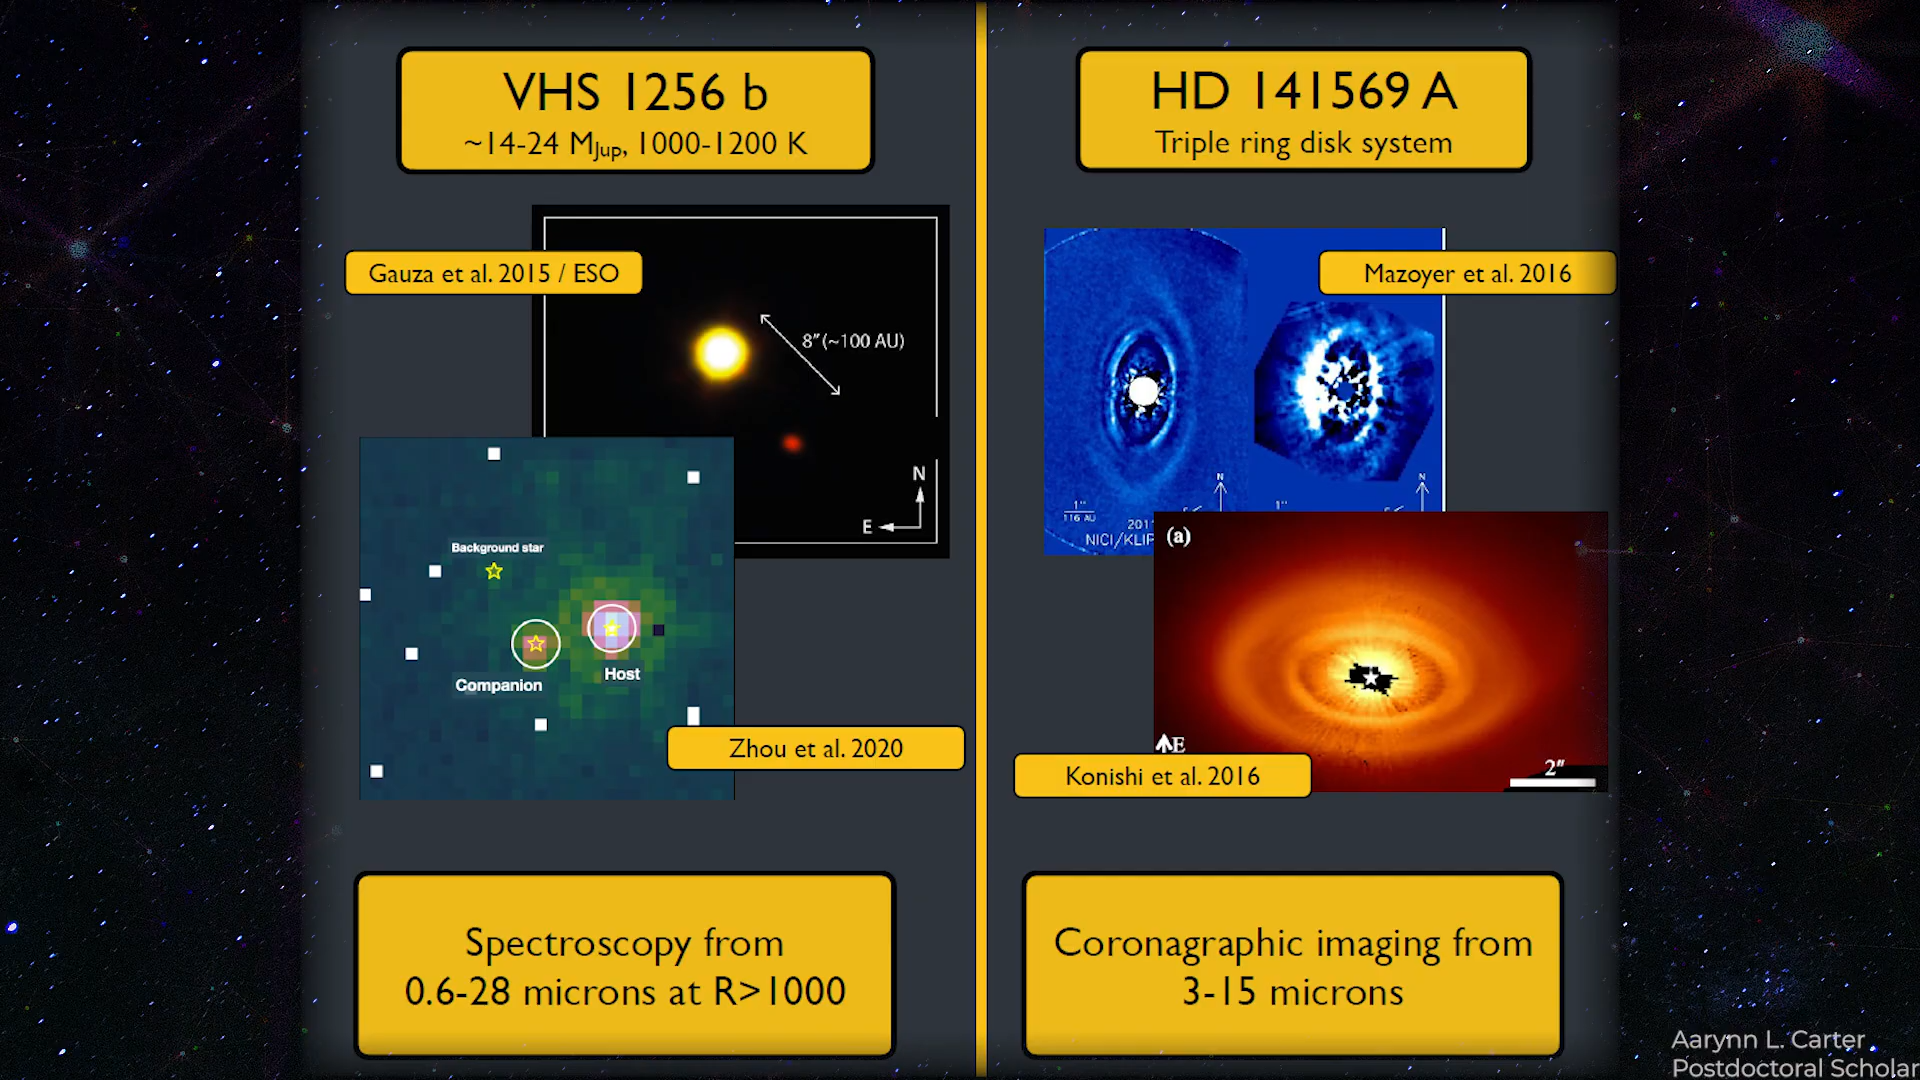 VHS 1256 b
~14-24 MJup, 1000-1200 K
Gauza et al. 2015 / ESO
8" (~100 AU)
N
E
Background star
Companion
Host
Zhou et al. 2020
Spectroscopy from
0.6-28 microns at R>1000
HD 141569 A
Triple ring disk system
Mazoyer et al. 2016
N
N
1"
116 AU
1"
201
NICI/KLIP
(a)
E
2"
Konishi et al. 2016
Coronagraphic imaging from
3-15 microns
Aarynn L. Carter
Postdoctoral Scholar